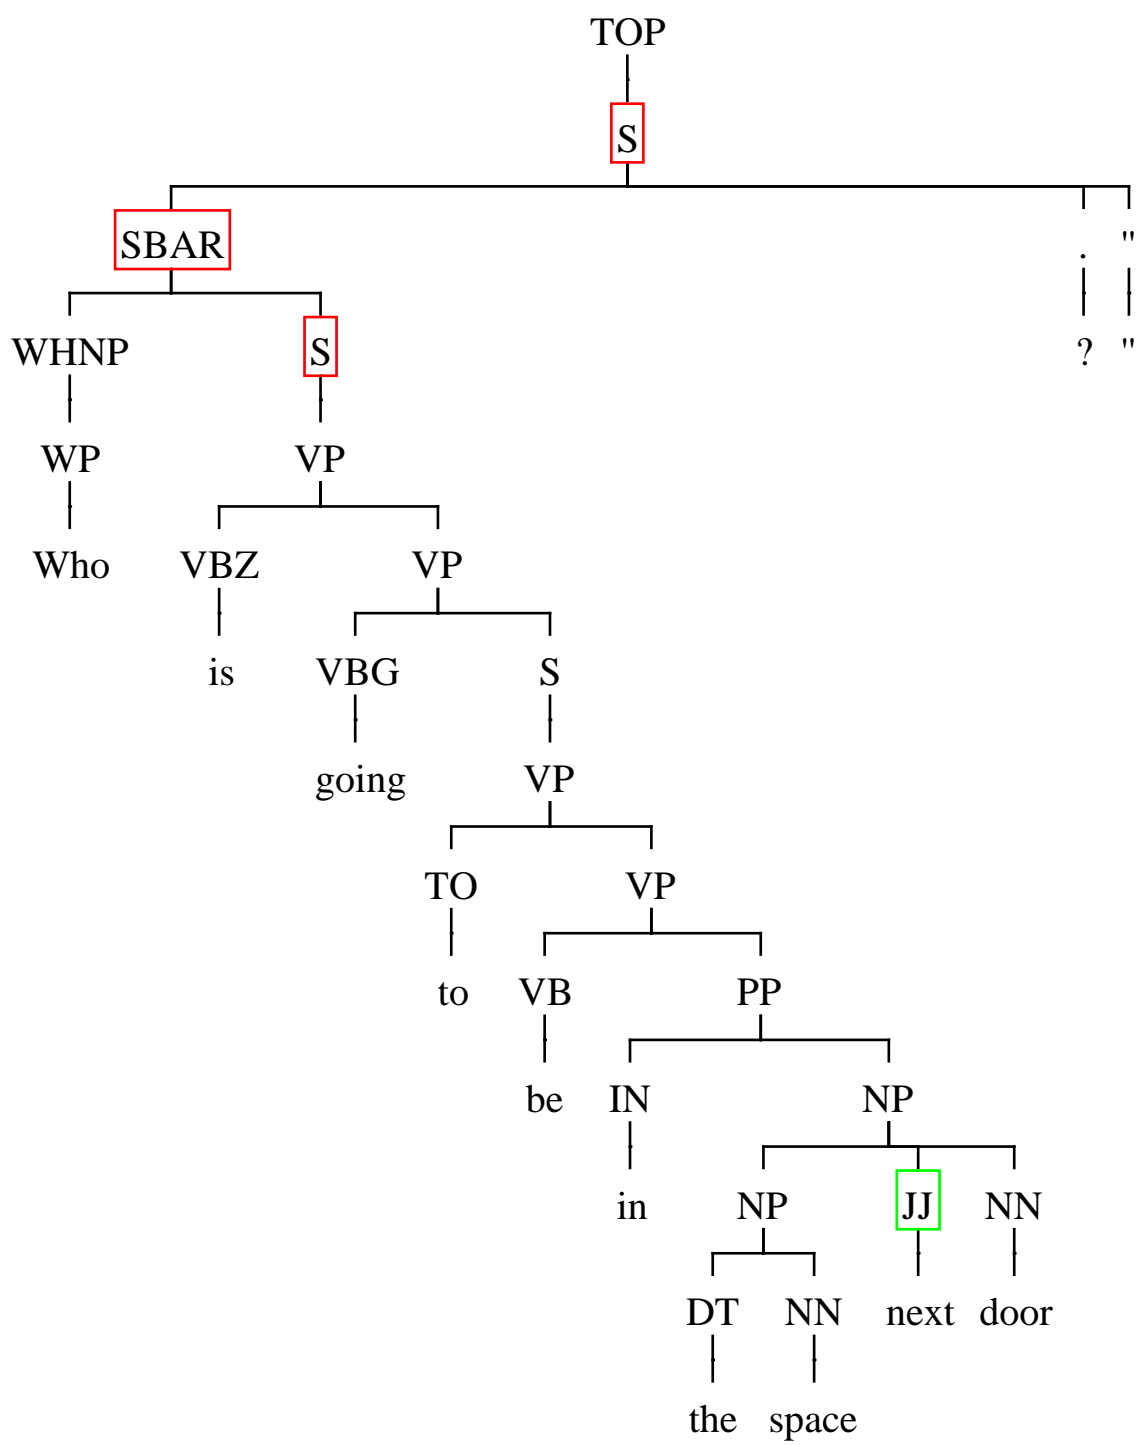 TOP
S
SBAR . "
WHNP S ? "
WP VP
Who VBZ VP
is VBG S
going VP
TO VP
to VB PP
be IN NP
in NP JJ NN
DT NN next door
the space